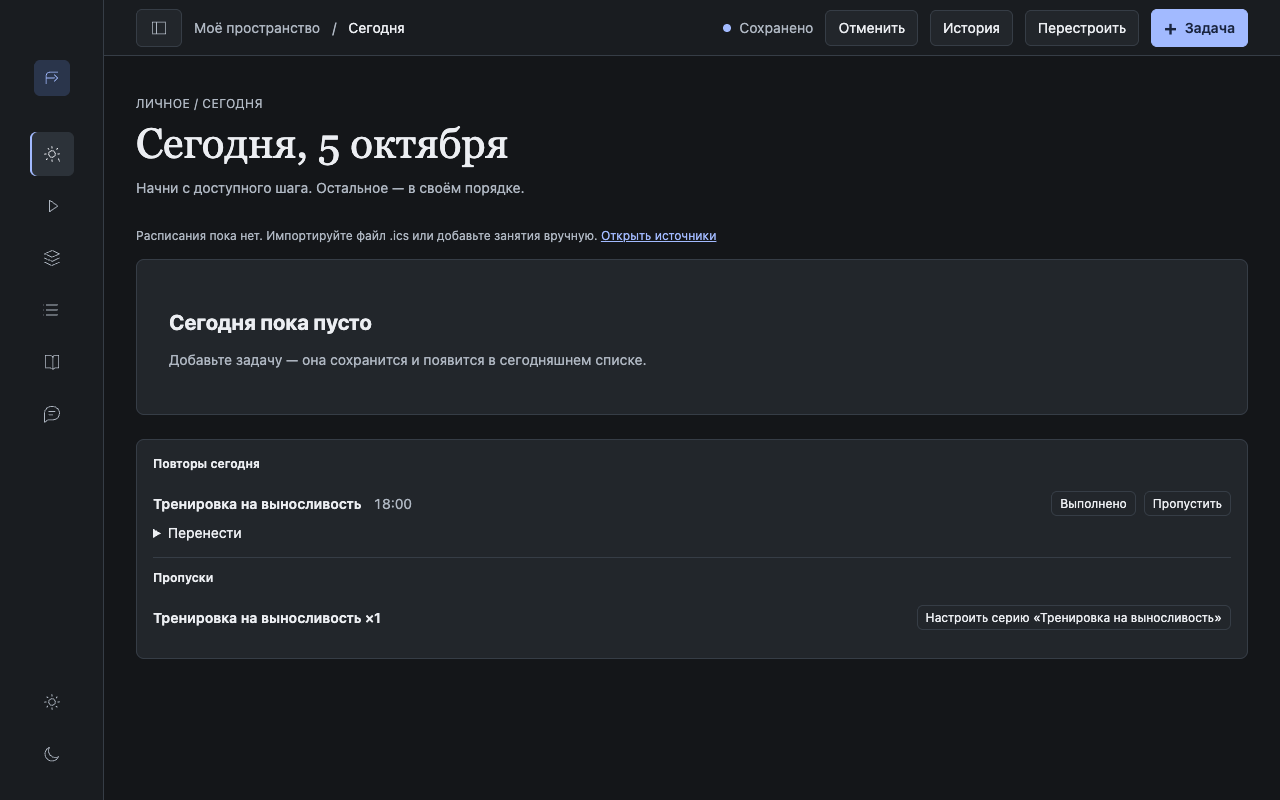 Моё пространство / Сегодня
Сохранено
Отменить
История
Перестроить
+ Задача
ЛИЧНОЕ / СЕГОДНЯ
Сегодня, 5 октября
Начни с доступного шага. Остальное — в своём порядке.
Расписания пока нет. Импортируйте файл .ics или добавьте занятия вручную. Открыть источники
Сегодня пока пусто
Добавьте задачу — она сохранится и появится в сегодняшнем списке.
Повторы сегодня
Тренировка на выносливость 18:00
Выполнено
Пропустить
Перенести
Пропуски
Тренировка на выносливость ×1
Настроить серию «Тренировка на выносливость»